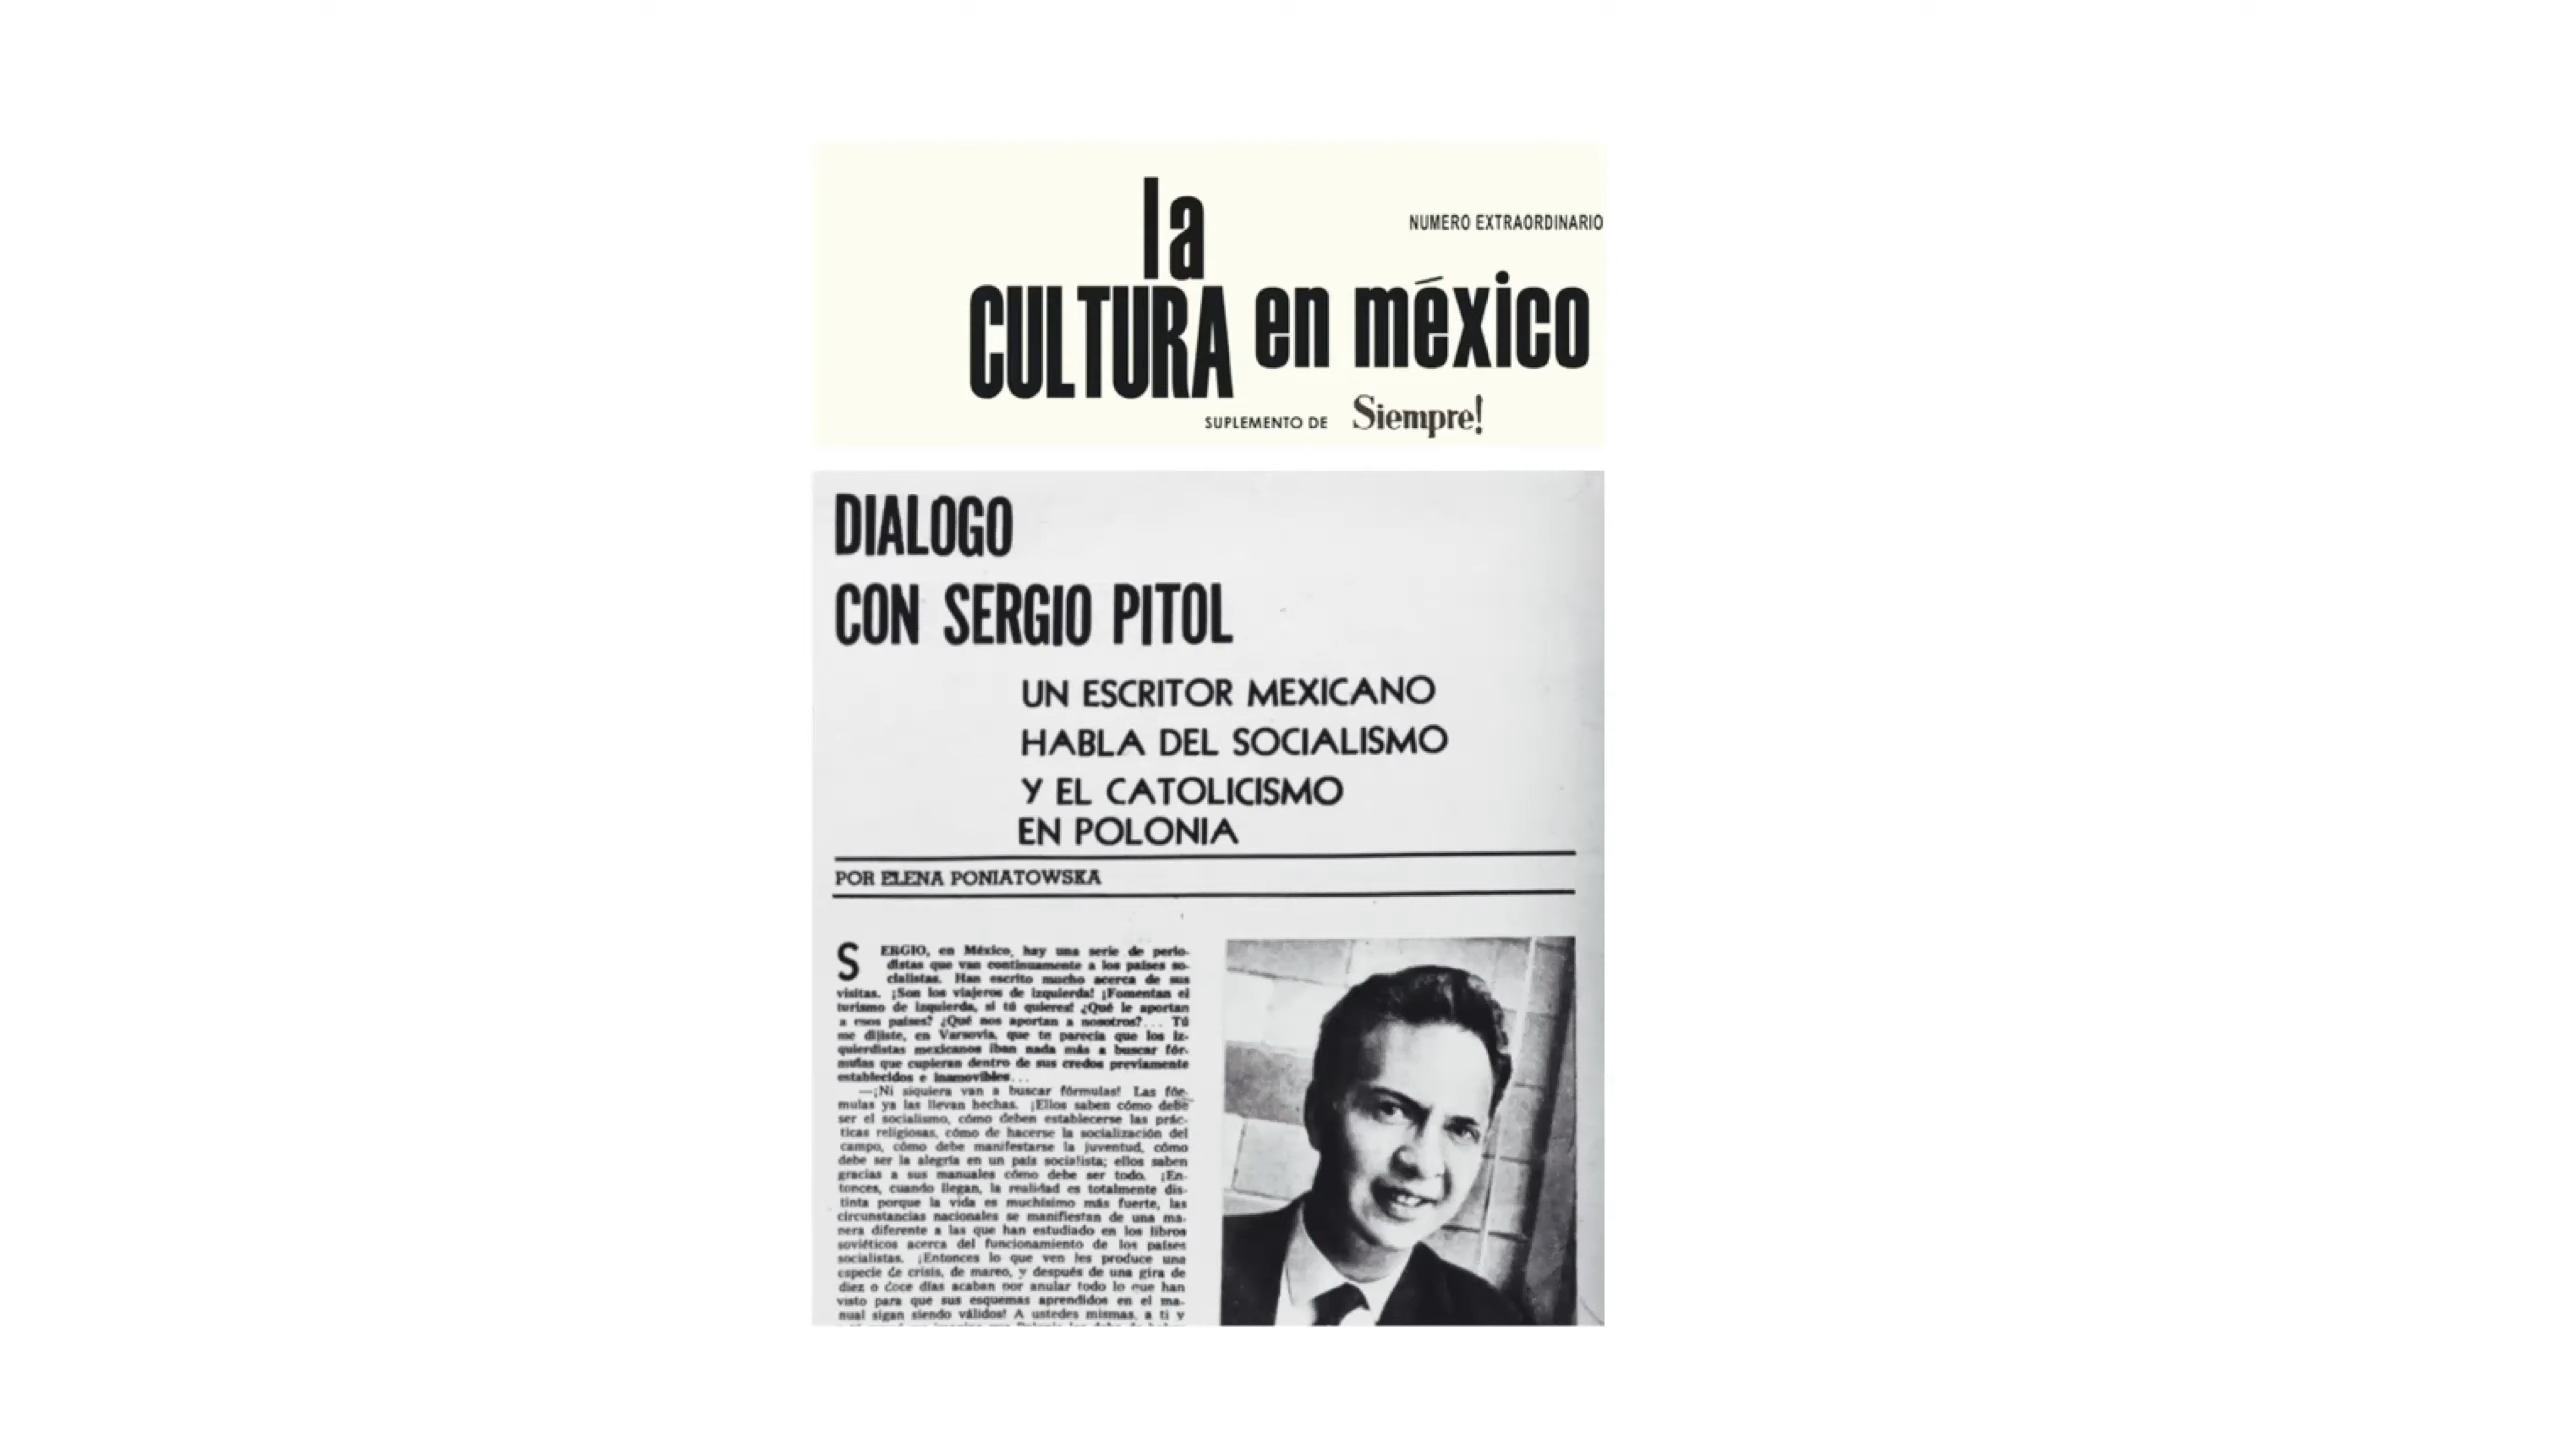 la
NUMERO EXTRAORDINARIO
CULTURA en méxico
SUPLEMENTO DE Siempre!
DIALOGO
CON SERGIO PITOL
UN ESCRITOR MEXICANO
HABLA DEL SOCIALISMO
Y EL CATOLICISMO
EN POLONIA
POR ELENA PONIATOWSKA
SERGIO, en México, hay una serie de perio-
distas que van continuamente a los países so-
cialistas. Han escrito mucho acerca de sus
visitas. ¡Son los viajeros de izquierda! ¡Fomentan el
turismo de izquierda, si tú quieres! ¿Qué le aportan
a esos países? ¿Qué nos aportan a nosotros?... Tú
me dijiste, en Varsovia, que te parecía que los iz-
quierdistas mexicanos iban nada más a buscar fór-
mulas que cupieran dentro de sus credos previamente
establecidos e inamovibles...
—¡Ni siquiera van a buscar fórmulas! Las fór-
mulas ya las llevan hechas. ¡Ellos saben cómo debe
ser el socialismo, cómo deben establecerse las prác-
ticas religiosas, cómo de hacerse la socialización del
campo, cómo debe manifestarse la juventud, cómo
debe ser la alegría en un país socialista; ellos saben
gracias a sus manuales cómo debe ser todo. ¡En-
tonces, cuando llegan, la realidad es totalmente dis-
tinta porque la vida es muchísimo más fuerte, las
circunstancias nacionales se manifiestan de una ma-
nera diferente a las que han estudiado en los libros
soviéticos acerca del funcionamiento de los países
socialistas. ¡Entonces lo que ven les produce una
especie de crisis, de mareo, y después de una gira de
diez o doce días acaban por anular todo lo que han
visto para que sus esquemas aprendidos en el ma-
nual sigan siendo válidos! A ustedes mismas, a ti y